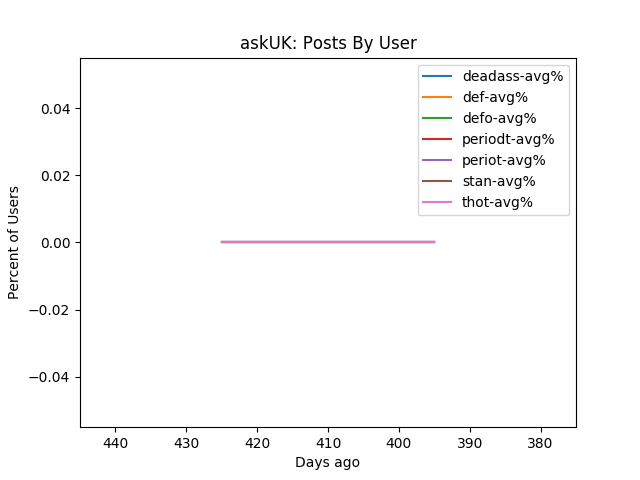 askUK: Posts By User
deadass-avg%
def-avg%
defo-avg%
periodt-avg%
periot-avg%
stan-avg%
thot-avg%
Percent of Users
0.04
0.02
0.00
−0.02
−0.04
440 430 420 410 400 390 380
Days ago